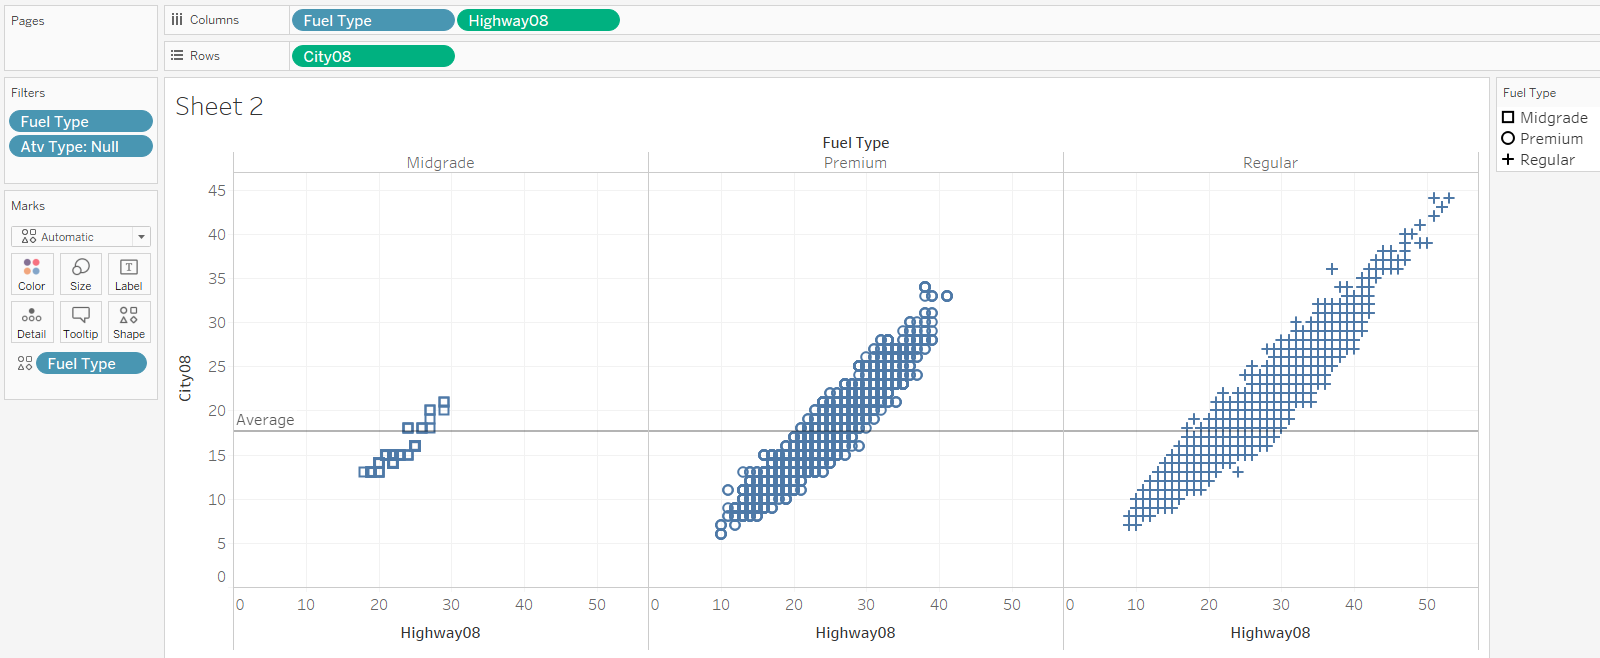 Pages
Columns
Fuel Type
Highway08
Rows
City08
Filters
Fuel Type
Atv Type: Null
Marks
Automatic
Color
Size
Label
Detail
Tooltip
Shape
Fuel Type
Sheet 2
Fuel Type
Midgrade
Premium
Regular
City08
45
40
35
30
25
20
15
10
5
0
Average
0 10 20 30 40 50
0 10 20 30 40 50
0 10 20 30 40 50
Highway08
Highway08
Highway08
Fuel Type
Midgrade
Premium
Regular